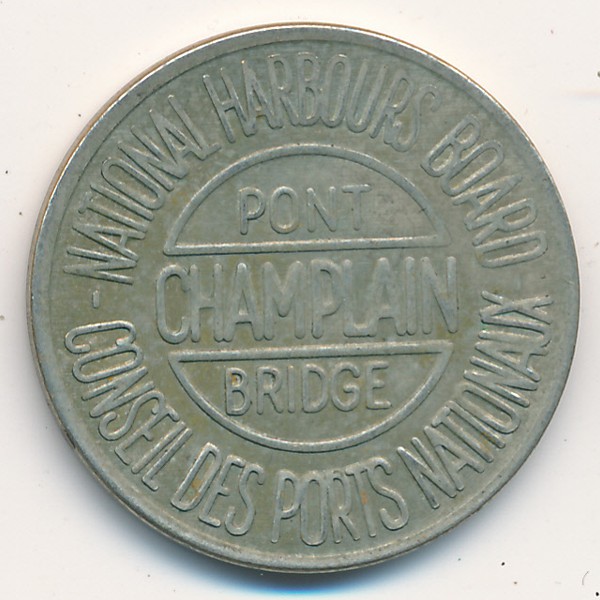 NATIONAL HARBOURS BOARD
PONT
CHAMPLAIN
BRIDGE
CONSEIL DES PORTS NATIONAUX